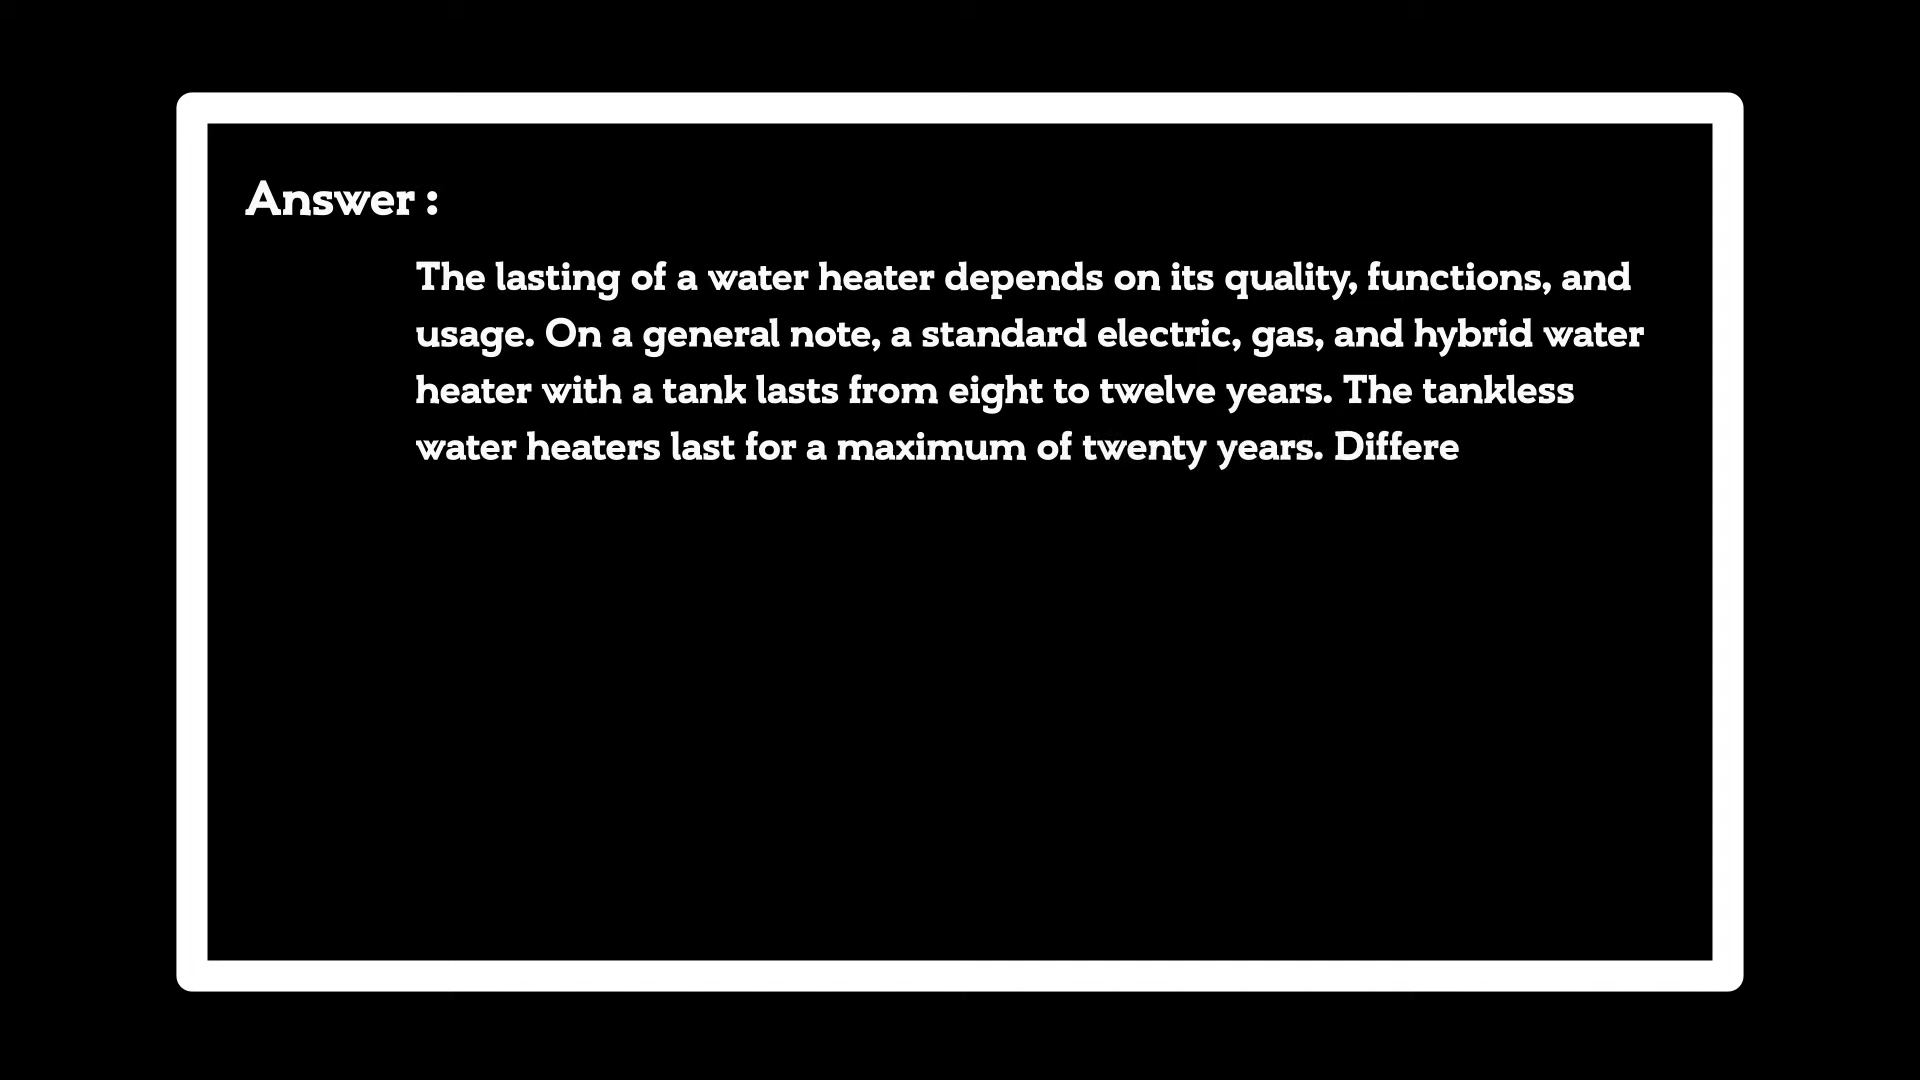 Answer :
The lasting of a water heater depends on its quality, functions, and
usage. On a general note, a standard electric, gas, and hybrid water
heater with a tank lasts from eight to twelve years. The tankless
water heaters last for a maximum of twenty years. Differe